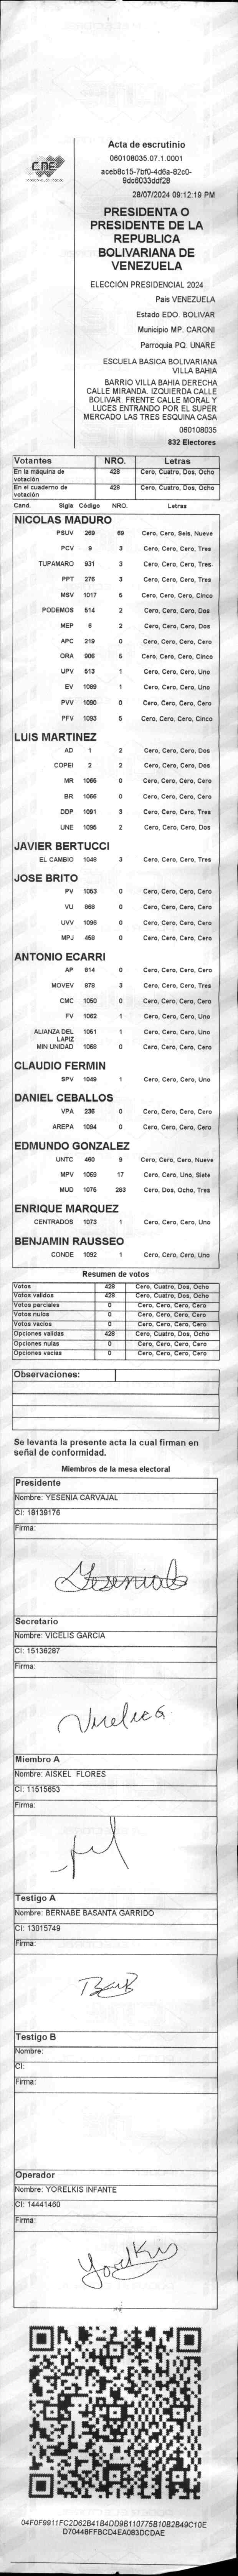 CNE
Acta de escrutinio
060108035.07.1.0001
aceb8c15-7bf0-4d6a-82c0-
9dc6033ddf28
28/07/2024 09:12:19 PM
PRESIDENTA O
PRESIDENTE DE LA
REPUBLICA
BOLIVARIANA DE
VENEZUELA
ELECCIÓN PRESIDENCIAL 2024
Pais VENEZUELA
Estado EDO. BOLIVAR
Municipio MP. CARONI
Parroquia PQ. UNARE
ESCUELA BASICA BOLIVARIANA
VILLA BAHIA
BARRIO VILLA BAHIA DERECHA
CALLE MIRANDA. IZQUIERDA CALLE
BOLIVAR. FRENTE CALLE MORAL Y
LUCES ENTRANDO POR EL SUPER
MERCADO LAS TRES ESQUINA CASA
060108035
832 Electores
Votantes NRO. Letras
En la máquina de votación 428 Cero, Cuatro, Dos, Ocho
En el cuaderno de votación 428 Cero, Cuatro, Dos, Ocho
Cand. Sigla Código NRO. Letras
NICOLAS MADURO
PSUV 269 69 Cero, Cero, Seis, Nueve
PCV 9 3 Cero, Cero, Cero, Tres
TUPAMARO 931 3 Cero, Cero, Cero, Tres
PPT 276 3 Cero, Cero, Cero, Tres
MSV 1017 5 Cero, Cero, Cero, Cinco
PODEMOS 514 2 Cero, Cero, Cero, Dos
MEP 6 2 Cero, Cero, Cero, Dos
APC 219 0 Cero, Cero, Cero, Cero
ORA 906 5 Cero, Cero, Cero, Cinco
UPV 513 1 Cero, Cero, Cero, Uno
EV 1089 1 Cero, Cero, Cero, Uno
PVV 1090 0 Cero, Cero, Cero, Cero
PFV 1093 5 Cero, Cero, Cero, Cinco
LUIS MARTINEZ
AD 1 2 Cero, Cero, Cero, Dos
COPEI 2 2 Cero, Cero, Cero, Dos
MR 1065 0 Cero, Cero, Cero, Cero
BR 1066 0 Cero, Cero, Cero, Cero
DDP 1091 3 Cero, Cero, Cero, Tres
UNE 1095 2 Cero, Cero, Cero, Dos
JAVIER BERTUCCI
EL CAMBIO 1048 3 Cero, Cero, Cero, Tres
JOSE BRITO
PV 1053 0 Cero, Cero, Cero, Cero
VU 868 0 Cero, Cero, Cero, Cero
UVV 1096 0 Cero, Cero, Cero, Cero
MPJ 458 0 Cero, Cero, Cero, Cero
ANTONIO ECARRI
AP 814 0 Cero, Cero, Cero, Cero
MOVEV 878 3 Cero, Cero, Cero, Tres
CMC 1050 0 Cero, Cero, Cero, Cero
FV 1062 1 Cero, Cero, Cero, Uno
ALIANZA DEL LAPIZ 1051 1 Cero, Cero, Cero, Uno
MIN UNIDAD 1068 0 Cero, Cero, Cero, Cero
CLAUDIO FERMIN
SPV 1049 1 Cero, Cero, Cero, Uno
DANIEL CEBALLOS
VPA 236 0 Cero, Cero, Cero, Cero
AREPA 1094 0 Cero, Cero, Cero, Cero
EDMUNDO GONZALEZ
UNTC 460 9 Cero, Cero, Cero, Nueve
MPV 1069 17 Cero, Cero, Uno, Siete
MUD 1075 283 Cero, Dos, Ocho, Tres
ENRIQUE MARQUEZ
CENTRADOS 1073 1 Cero, Cero, Cero, Uno
BENJAMIN RAUSSEO
CONDE 1092 1 Cero, Cero, Cero, Uno
Resumen de votos
Votos 428 Cero, Cuatro, Dos, Ocho
Votos validos 428 Cero, Cuatro, Dos, Ocho
Votos parciales 0 Cero, Cero, Cero, Cero
Votos nulos 0 Cero, Cero, Cero, Cero
Votos vacios 0 Cero, Cero, Cero, Cero
Opciones validas 428 Cero, Cuatro, Dos, Ocho
Opciones nulas 0 Cero, Cero, Cero, Cero
Opciones vacias 0 Cero, Cero, Cero, Cero
Observaciones:
Se levanta la presente acta la cual firman en
señal de conformidad.
Miembros de la mesa electoral
Presidente
Nombre: YESENIA CARVAJAL
CI: 18139176
Firma:
Secretario
Nombre: VICELIS GARCIA
CI: 15136287
Firma:
Miembro A
Nombre: AISKEL FLORES
CI: 11515653
Firma:
Testigo A
Nombre: BERNABE BASANTA GARRIDO
CI: 13015749
Firma:
Testigo B
Nombre:
CI:
Firma:
Operador
Nombre: YORELKIS INFANTE
CI: 14441460
Firma:
Yorelkis
04F0F9911FC2D62B41B4DD9B110775B10B2B49C10E
D70448FFBCD4EA083DCDAE